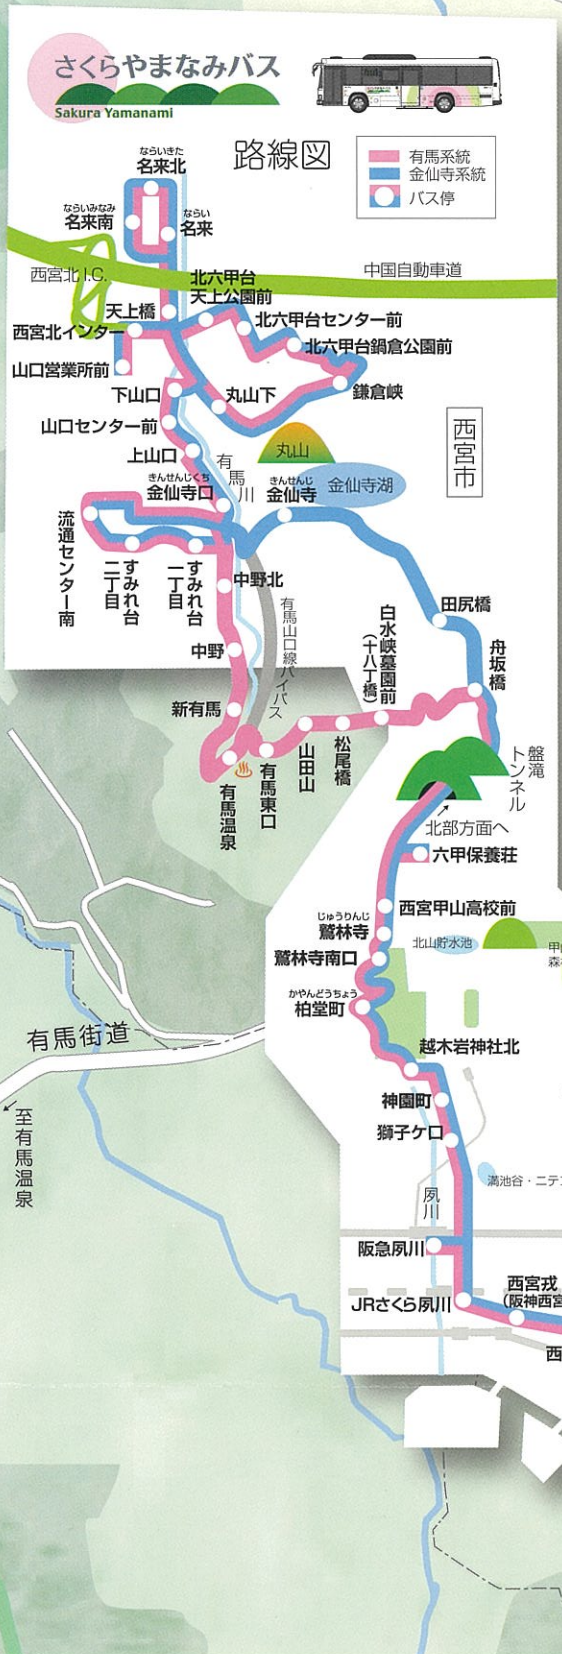 さくらやまなみバス
Sakura Yamanami
路線図
有馬系統
金仙寺系統
バス停
ならいきた
名来北
ならいみなみ
名来南
ならい
名来
西宮北I.C.
中国自動車道
北六甲台
天上公園前
天上橋
北六甲台センター前
西宮北インター
北六甲台鍋倉公園前
山口営業所前
鎌倉峡
下山口
丸山下
山口センター前
西宮市
丸山
上山口
有馬川
きんせんじくち
金仙寺口
きんせんじ
金仙寺
金仙寺湖
流通センター南
すみれ台
二丁目
すみれ台
一丁目
中野北
有馬山口線バイパス
田尻橋
白水峡墓園前
(十八丁橋)
中野
舟坂橋
新有馬
有馬温泉
有馬東口
山田山
松尾橋
盤滝
トンネル
北部方面へ
六甲保養荘
西宮甲山高校前
じゅうりんじ
鷲林寺
北山貯水池
鷲林寺南口
かやんどうちょう
柏堂町
有馬街道
越木岩神社北
至有馬温泉
神園町
獅子ケ口
満池谷・ニテ
夙川
阪急夙川
JRさくら夙川
西宮戎
(阪神西宮
西